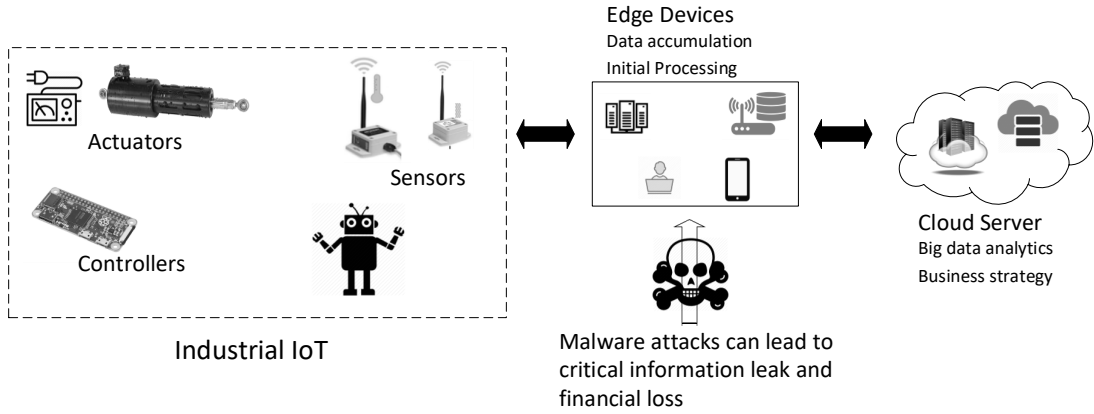 Edge Devices
Data accumulation
Initial Processing
Actuators
Sensors
Controllers
Cloud Server
Big data analytics
Business strategy
Industrial IoT
Malware attacks can lead to
critical information leak and
financial loss